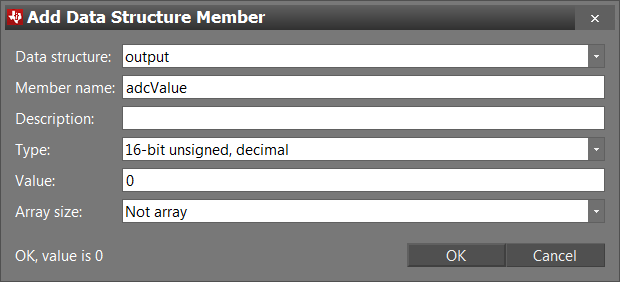 Add Data Structure Member
Data structure: output
Member name: adcValue
Description:
Type: 16-bit unsigned, decimal
Value: 0
Array size: Not array
OK, value is 0 OK Cancel